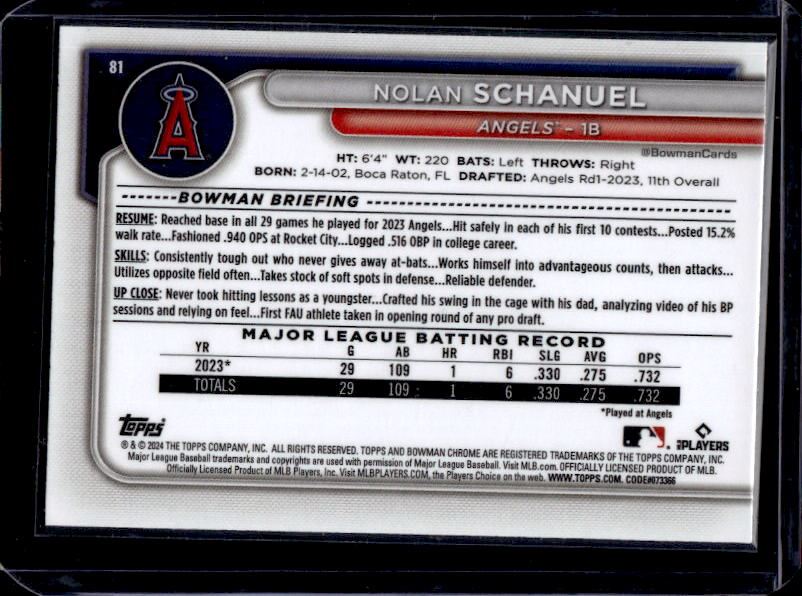 81
A
NOLAN SCHANUEL
ANGELS™ – 1B
@BowmanCards
HT: 6'4" WT: 220 BATS: Left THROWS: Right
BORN: 2-14-02, Boca Raton, FL DRAFTED: Angels Rd1-2023, 11th Overall
BOWMAN BRIEFING
RESUME: Reached base in all 29 games he played for 2023 Angels...Hit safely in each of his first 10 contests...Posted 15.2%
walk rate...Fashioned .940 OPS at Rocket City...Logged .516 OBP in college career.
SKILLS: Consistently tough out who never gives away at-bats...Works himself into advantageous counts, then attacks...
Utilizes opposite field often...Takes stock of soft spots in defense...Reliable defender.
UP CLOSE: Never took hitting lessons as a youngster...Crafted his swing in the cage with his dad, analyzing video of his BP
sessions and relying on feel...First FAU athlete taken in opening round of any pro draft.
MAJOR LEAGUE BATTING RECORD
YR G AB HR RBI SLG AVG OPS
2023* 29 109 1 6 .330 .275 .732
TOTALS 29 109 1 6 .330 .275 .732
*Played at Angels
Topps
MLB PLAYERS
® & © 2024 THE TOPPS COMPANY, INC. ALL RIGHTS RESERVED. TOPPS AND BOWMAN CHROME ARE REGISTERED TRADEMARKS OF THE TOPPS COMPANY, INC.
Major League Baseball trademarks and copyrights are used with permission of Major League Baseball. Visit MLB.com. OFFICIALLY LICENSED PRODUCT OF MLB.
Officially Licensed Product of MLB Players, Inc. Visit MLBPLAYERS.COM, the Players Choice on the web. WWW.TOPPS.COM. CODE#073366